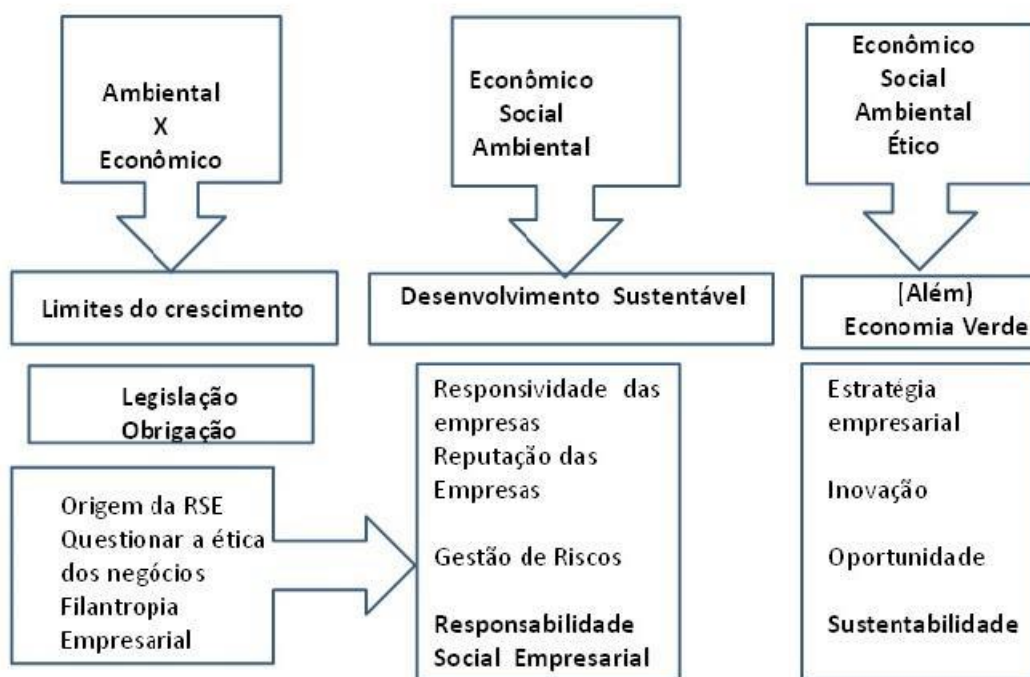 Ambiental
X
Econômico
Econômico
Social
Ambiental
Econômico
Social
Ambiental
Ético
Limites do crescimento
Desenvolvimento Sustentável
(Além)
Economia Verde
Legislação
Obrigação
Origem da RSE
Questionar a ética
dos negócios
Filantropia
Empresarial
Responsividade das
empresas
Reputação das
Empresas
Gestão de Riscos
Responsabilidade
Social Empresarial
Estratégia
empresarial
Inovação
Oportunidade
Sustentabilidade